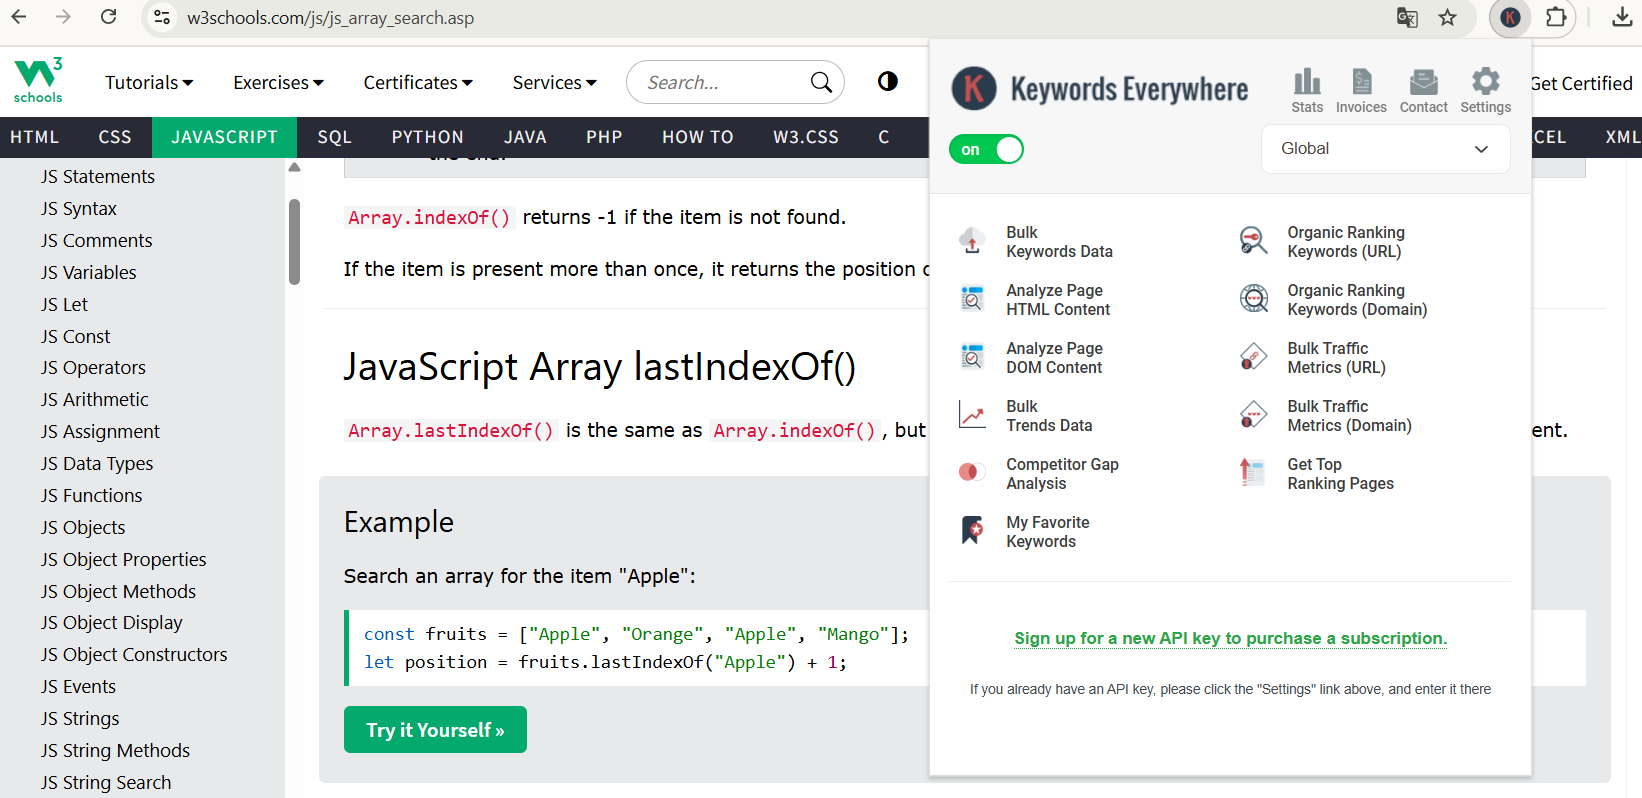 w3schools.com/js/js_array_search.asp
3
schools
Tutorials
Exercises
Certificates
Services
Search...
Get Certified
HTML
CSS
JAVASCRIPT
SQL
PYTHON
JAVA
PHP
HOW TO
W3.CSS
C
CEL
XML
JS Statements
JS Syntax
JS Comments
JS Variables
JS Let
JS Const
JS Operators
JS Arithmetic
JS Assignment
JS Data Types
JS Functions
JS Objects
JS Object Properties
JS Object Methods
JS Object Display
JS Object Constructors
JS Events
JS Strings
JS String Methods
JS String Search
the end.
Array.indexOf() returns -1 if the item is not found.
If the item is present more than once, it returns the position
JavaScript Array lastIndexOf()
Array.lastIndexOf() is the same as Array.indexOf(), but
ent.
Example
Search an array for the item "Apple":
const fruits = ["Apple", "Orange", "Apple", "Mango"];
let position = fruits.lastIndexOf("Apple") + 1;
Try it Yourself »
K
K Keywords Everywhere
Stats
Invoices
Contact
Settings
on
Global
Bulk
Keywords Data
Analyze Page
HTML Content
Analyze Page
DOM Content
Bulk
Trends Data
Competitor Gap
Analysis
My Favorite
Keywords
Organic Ranking
Keywords (URL)
Organic Ranking
Keywords (Domain)
Bulk Traffic
Metrics (URL)
Bulk Traffic
Metrics (Domain)
Get Top
Ranking Pages
Sign up for a new API key to purchase a subscription.
If you already have an API key, please click the "Settings" link above, and enter it there